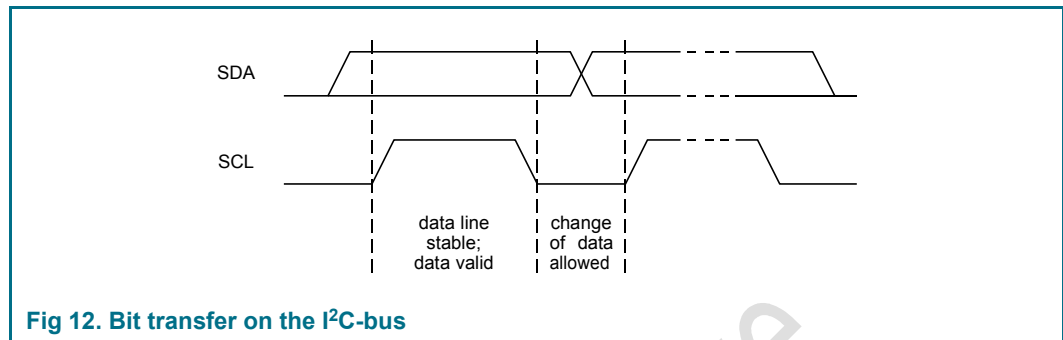 SDA
SCL
data line
stable;
data valid
change
of data
allowed
Fig 12. Bit transfer on the I²C-bus